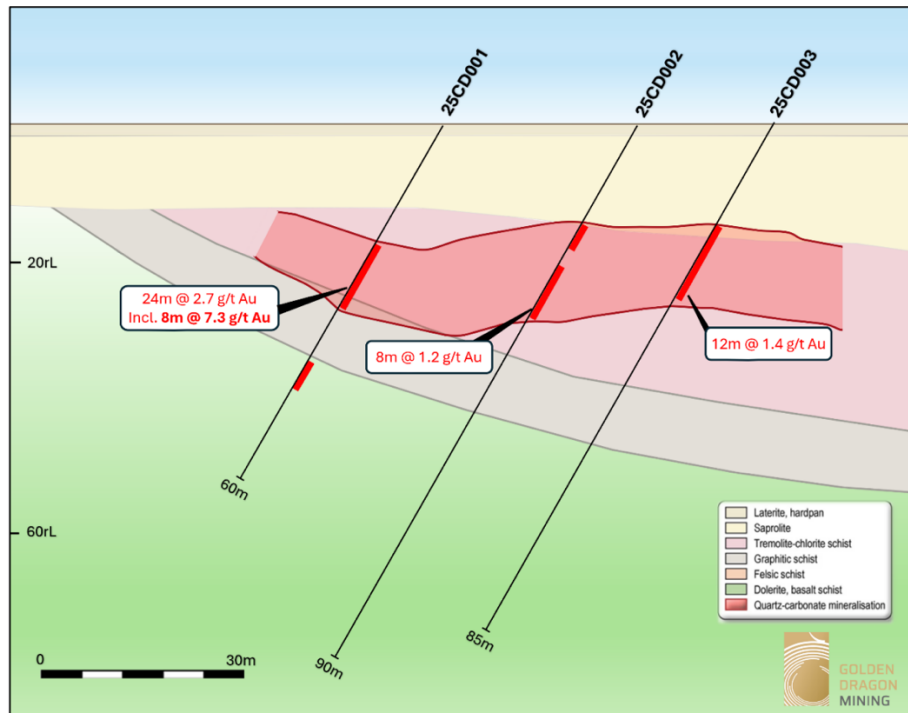 25CD001
25CD002
25CD003
20rL
24m @ 2.7 g/t Au
Incl. 8m @ 7.3 g/t Au
8m @ 1.2 g/t Au
12m @ 1.4 g/t Au
60m
60rL
85m
90m
0
30m
Laterite, hardpan
Saprolite
Tremolite-chlorite schist
Graphitic schist
Felsic schist
Dolerite, basalt schist
Quartz-carbonate mineralisation
GOLDEN
DRAGON
MINING